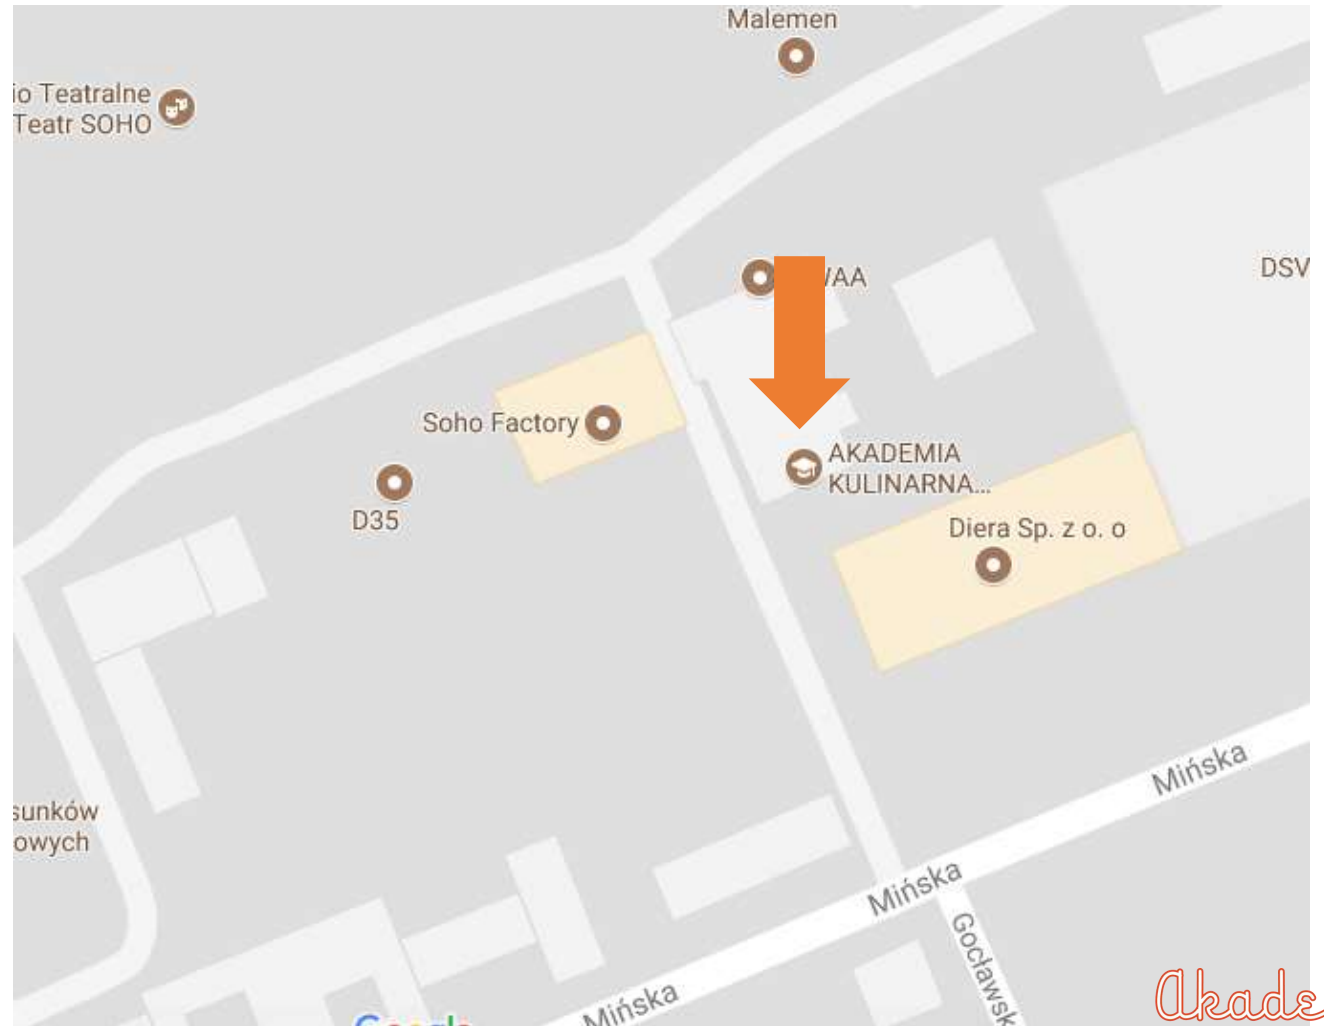 Malemen
io Teatralne
Teatr SOHO
AA
DSV
Soho Factory
AKADEMIA
KULINARNA...
D35
Diera Sp. z o. o
Mińska
sunków
owych
Mińska
Gocławsk
Mińska
Google
Akade